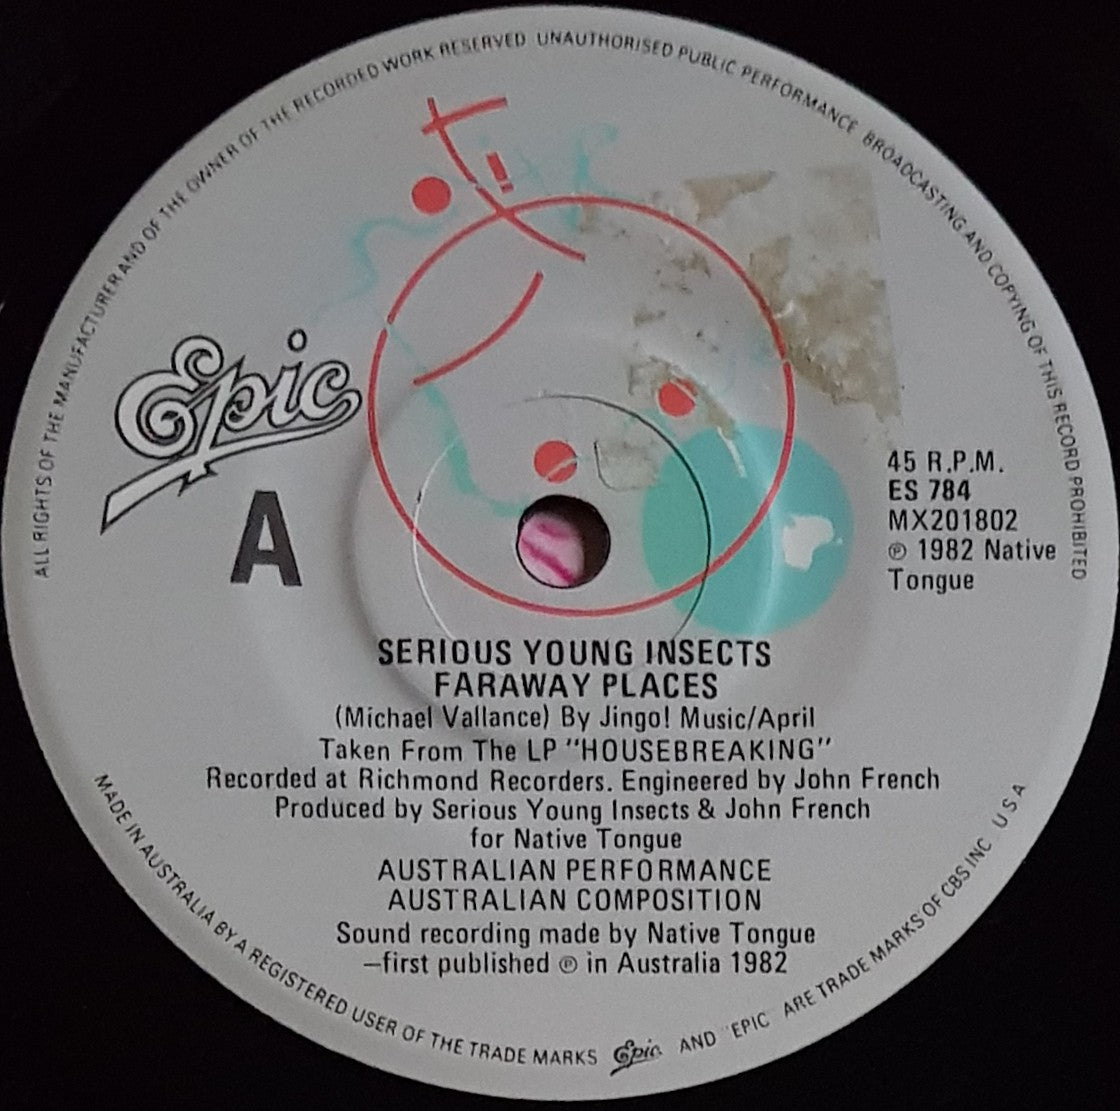 ALL RIGHTS OF THE MANUFACTURER AND OF THE OWNER OF THE RECORDED WORK RESERVED UNAUTHORISED PUBLIC PERFORMANCE BROADCASTING AND COPYING OF THIS RECORD PROHIBITED
Epic
A
45 R.P.M.
ES 784
MX201802
℗ 1982 Native
Tongue
SERIOUS YOUNG INSECTS
FARAWAY PLACES
(Michael Vallance) By Jingo! Music/April
Taken From The LP "HOUSEBREAKING"
Recorded at Richmond Recorders. Engineered by John French
Produced by Serious Young Insects & John French
for Native Tongue
AUSTRALIAN PERFORMANCE
AUSTRALIAN COMPOSITION
Sound recording made by Native Tongue
—first published ℗ in Australia 1982
MADE IN AUSTRALIA BY A REGISTERED USER OF THE TRADE MARKS Epic AND 'EPIC ARE TRADE MARKS OF CBS INC U S A